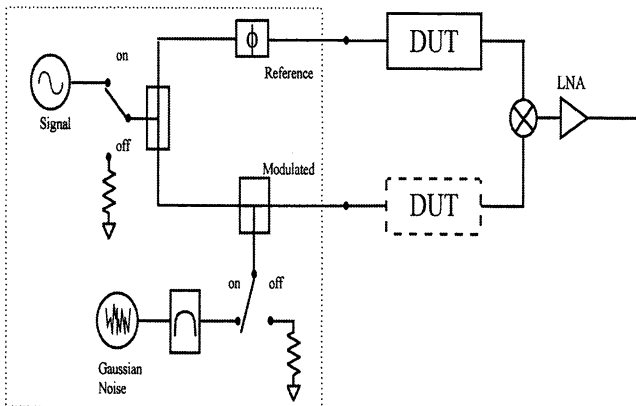 on
Signal
off
ϕ
Reference
DUT
LNA
Modulated
DUT
on
off
Gaussian
Noise